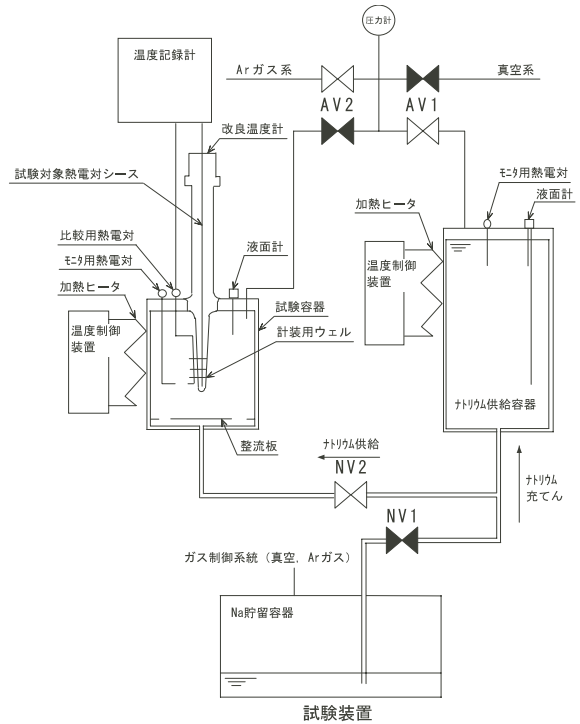 圧力計
温度記録計
Arガス系
真空系
AV2
AV1
改良温度計
試験対象熱電対シース
ﾓﾆﾀ用熱電対
液面計
加熱ヒータ
比較用熱電対
ﾓﾆﾀ用熱電対
液面計
加熱ヒータ
温度制御
装置
試験容器
計装用ウェル
温度制御
装置
ﾅﾄﾘｳﾑ供給容器
整流板
ﾅﾄﾘｳﾑ供給
NV2
ﾅﾄﾘｳﾑ
充てん
NV1
ガス制御系統（真空，Arガス）
Na貯留容器
試験装置